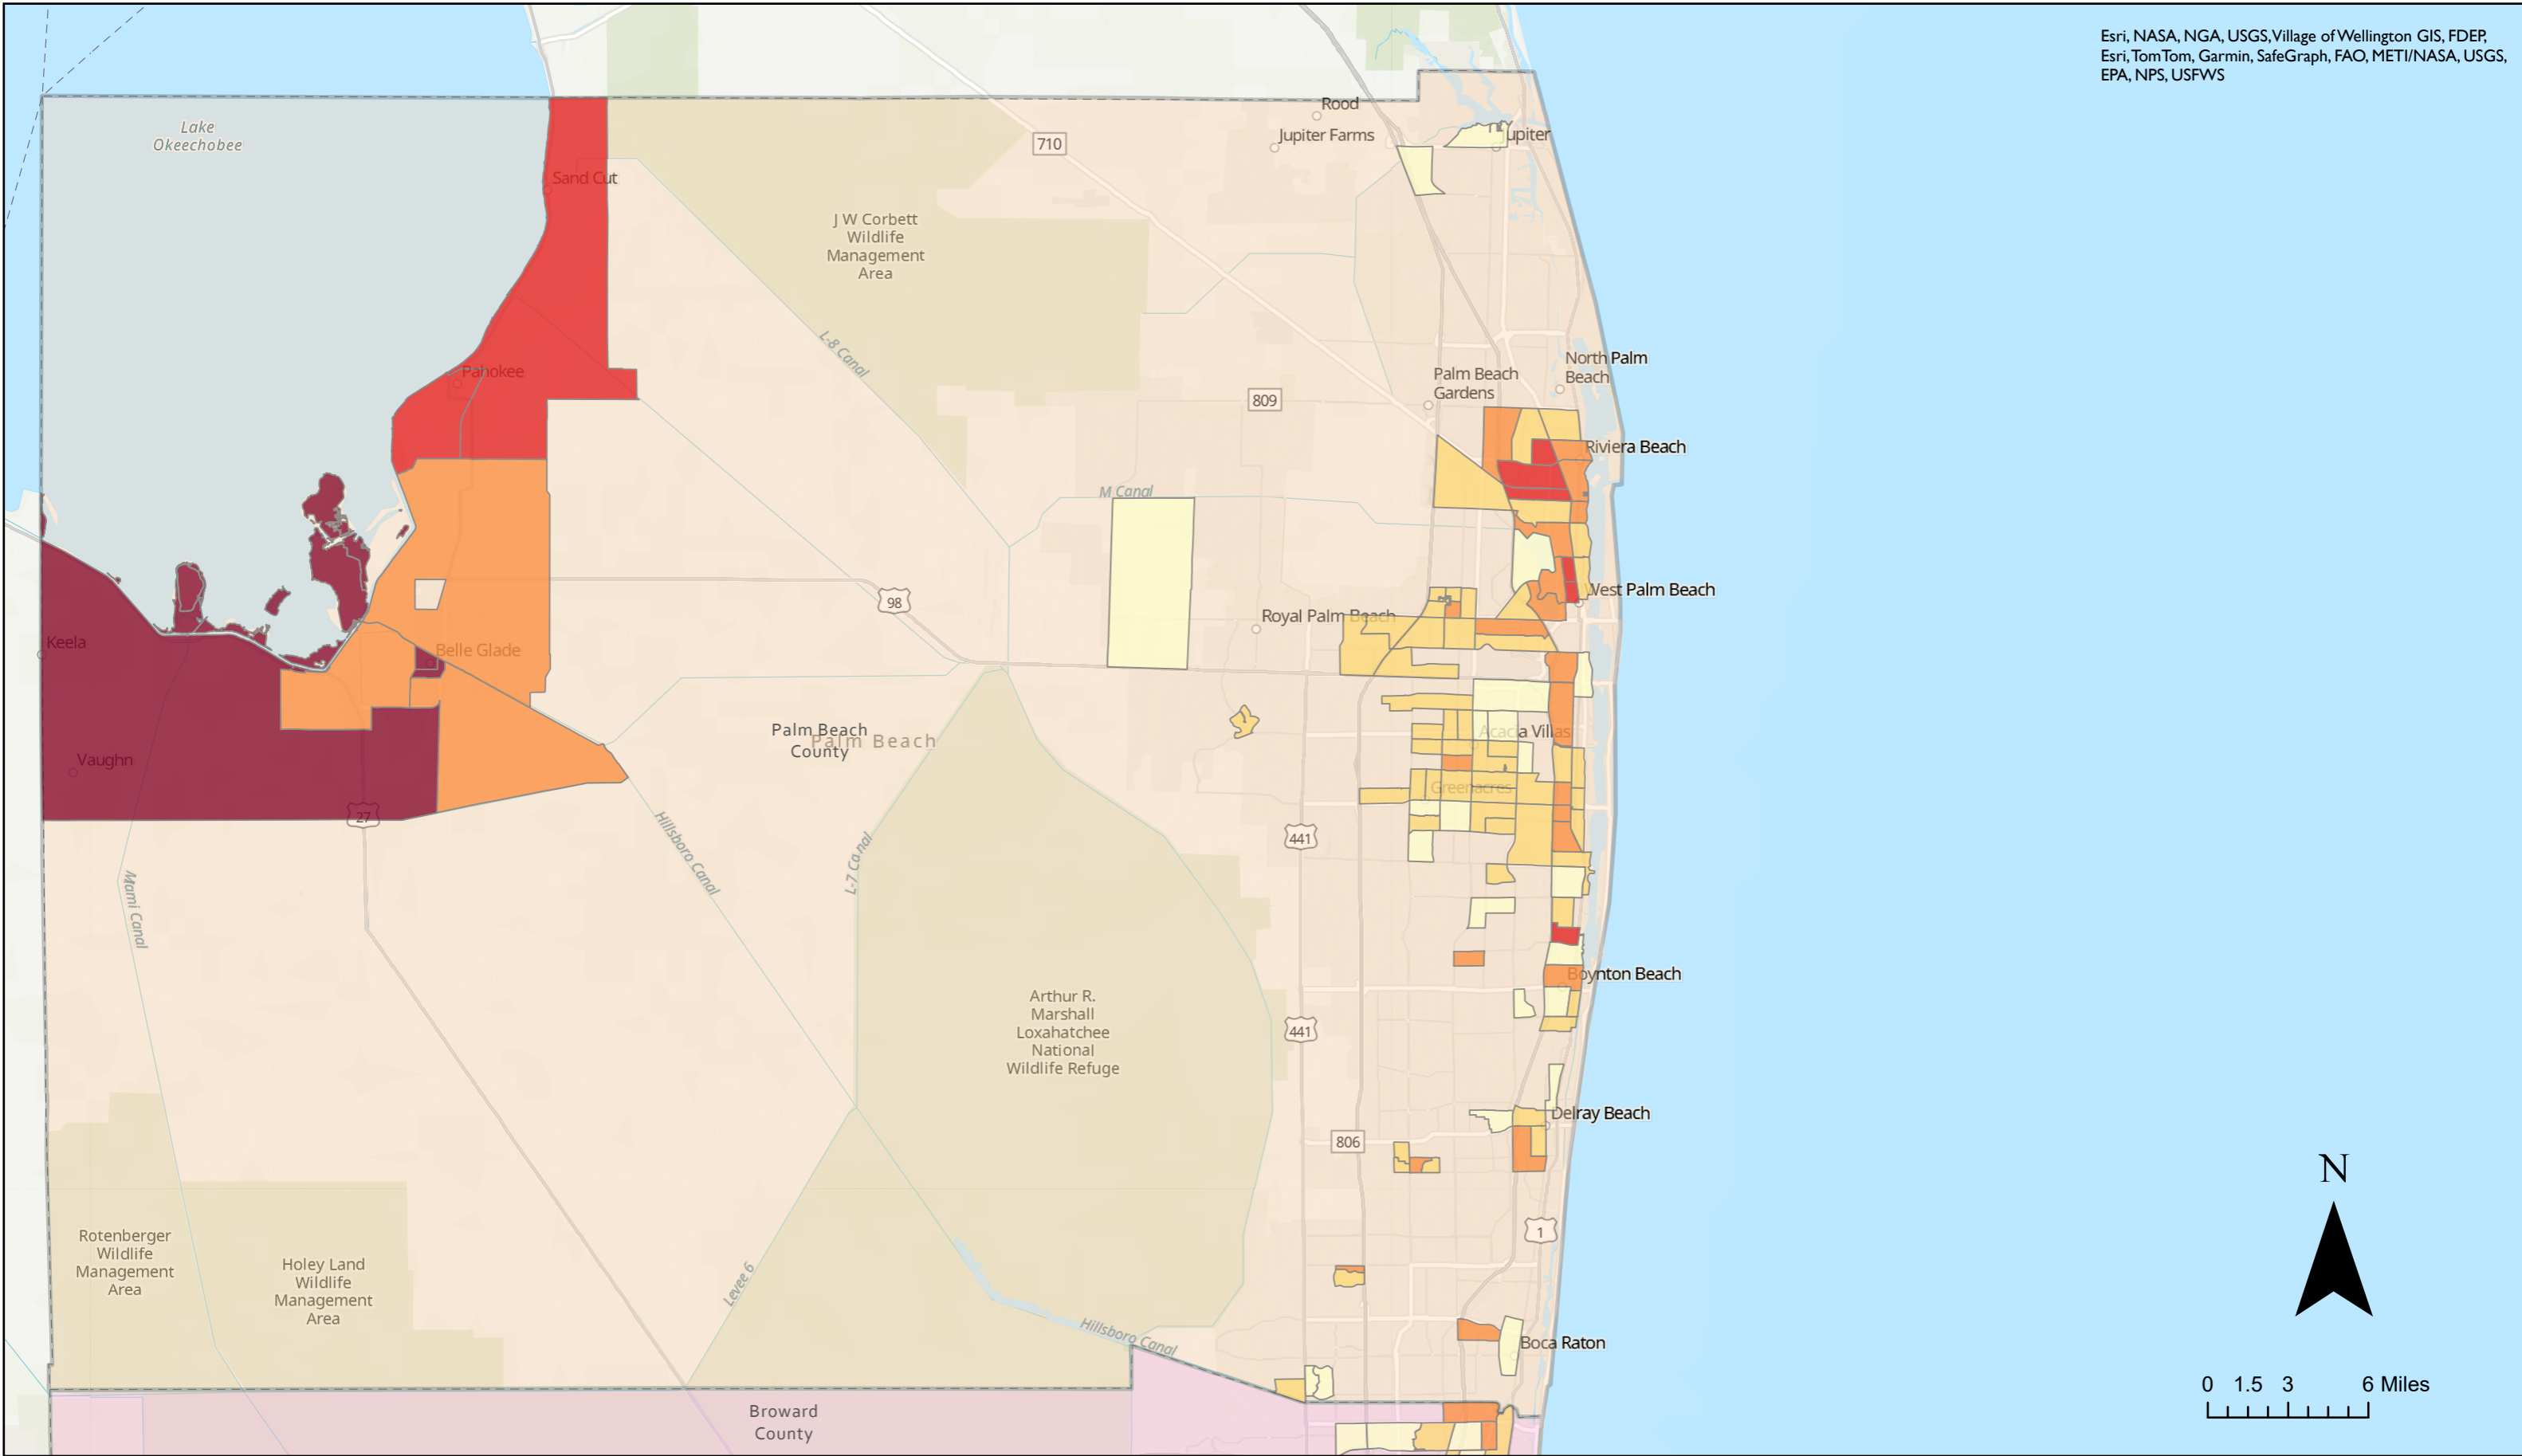 Esri, NASA, NGA, USGS, Village of Wellington GIS, FDEP,
Esri, TomTom, Garmin, SafeGraph, FAO, METI/NASA, USGS,
EPA, NPS, USFWS
Rood
Lake
Okeechobee
Jupiter Farms
Jupiter
710
Sand Cut
J W Corbett
Wildlife
Management
Area
L-8 Canal
North Palm
Beach
Pahokee
Palm Beach
Gardens
809
Riviera Beach
M Canal
98
West Palm Beach
Royal Palm Beach
Keela
Belle Glade
Palm Beach
County
Palm Beach
Acacia Villas
Vaughn
Greenacres
27
441
Hillsboro Canal
L-7 Canal
Miami Canal
Boynton Beach
Arthur R.
Marshall
Loxahatchee
National
Wildlife Refuge
441
Delray Beach
806
N
1
Rotenberger
Wildlife
Management
Area
Holey Land
Wildlife
Management
Area
Levee 6
Hillsboro Canal
Boca Raton
0 1.5 3 6 Miles
Broward
County